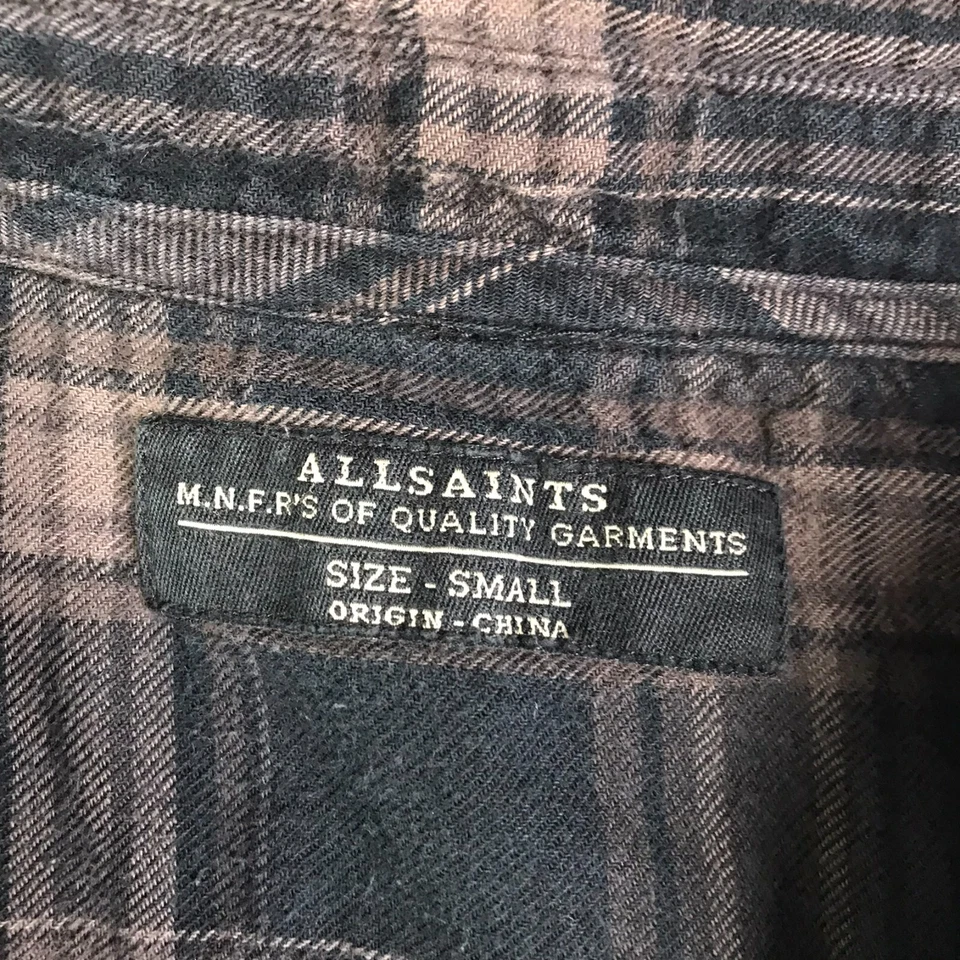 ALLSAINTS
M.N.F.R'S OF QUALITY GARMENTS
SIZE - SMALL
ORIGIN - CHINA